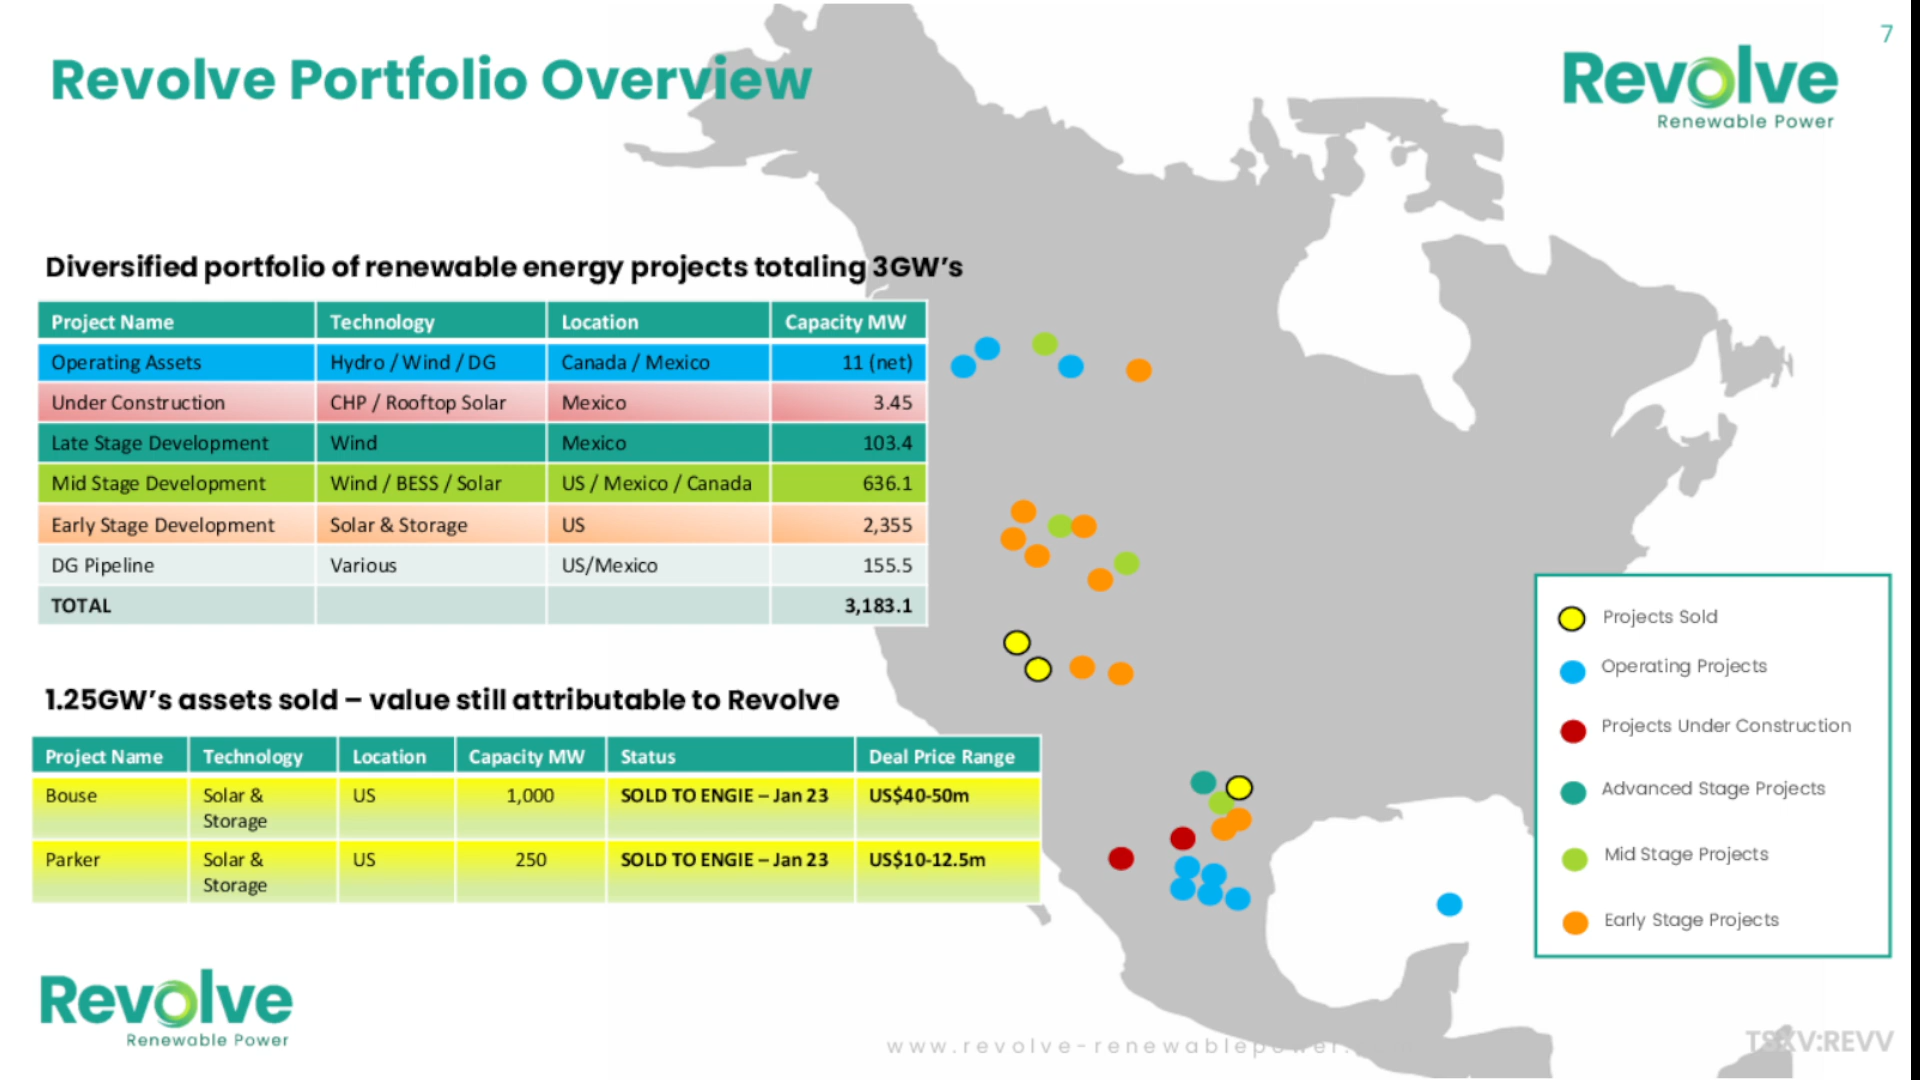 7
Revolve Portfolio Overview
Revolve
Renewable Power
Diversified portfolio of renewable energy projects totaling 3GW's
Project Name Technology Location Capacity MW
Operating Assets Hydro / Wind / DG Canada / Mexico 11 (net)
Under Construction CHP / Rooftop Solar Mexico 3.45
Late Stage Development Wind Mexico 103.4
Mid Stage Development Wind / BESS / Solar US / Mexico / Canada 636.1
Early Stage Development Solar & Storage US 2,355
DG Pipeline Various US/Mexico 155.5
TOTAL 3,183.1
1.25GW's assets sold – value still attributable to Revolve
Project Name Technology Location Capacity MW Status Deal Price Range
Bouse Solar & Storage US 1,000 SOLD TO ENGIE – Jan 23 US$40-50m
Parker Solar & Storage US 250 SOLD TO ENGIE – Jan 23 US$10-12.5m
Projects Sold
Operating Projects
Projects Under Construction
Advanced Stage Projects
Mid Stage Projects
Early Stage Projects
Revolve
Renewable Power
www.revolve-renewablepower.
TSXV:REVV